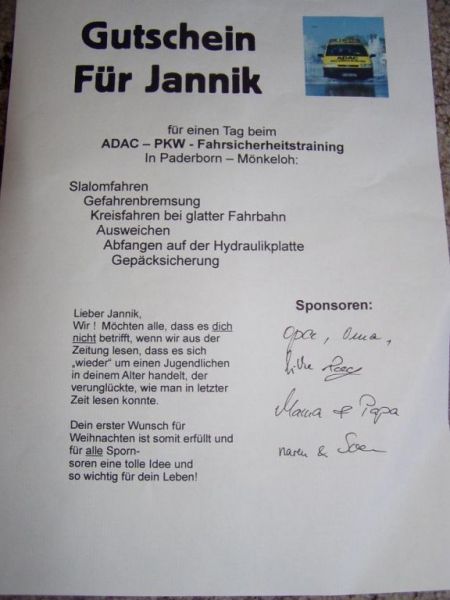 Gutschein
Für Jannik
ADAC
für einen Tag beim
ADAC – PKW - Fahrsicherheitstraining
In Paderborn – Mönkeloh:
Slalomfahren
Gefahrenbremsung
Kreisfahren bei glatter Fahrbahn
Ausweichen
Abfangen auf der Hydraulikplatte
Gepäcksicherung
Lieber Jannik,
Wir ! Möchten alle, dass es dich
nicht betrifft, wenn wir aus der
Zeitung lesen, dass es sich
„wieder“ um einen Jugendlichen
in deinem Alter handelt, der
verunglückte, wie man in letzter
Zeit lesen konnte.
Dein erster Wunsch für
Weihnachten ist somit erfüllt und
für alle Sporn-
soren eine tolle Idee und
so wichtig für dein Leben!
Sponsoren:
Opa, Oma,
Mama & Papa
&